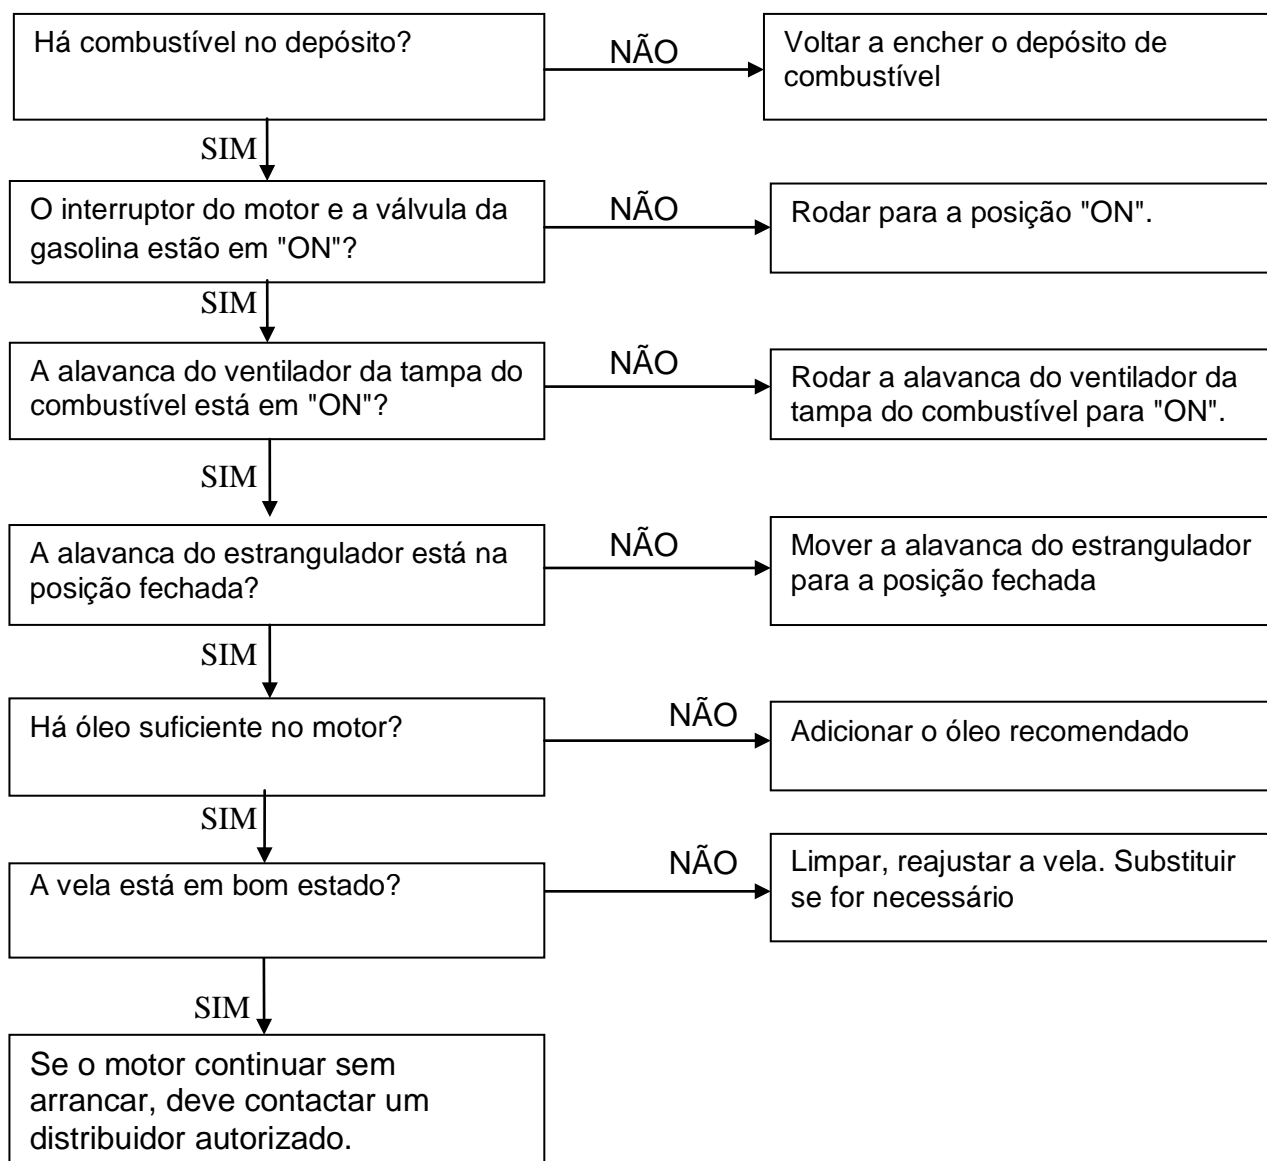 Há combustível no depósito?
NÃO
Voltar a encher o depósito de
combustível
SIM
O interruptor do motor e a válvula da
gasolina estão em "ON"?
NÃO
Rodar para a posição "ON".
SIM
A alavanca do ventilador da tampa do
combustível está em "ON"?
NÃO
Rodar a alavanca do ventilador da
tampa do combustível para "ON".
SIM
A alavanca do estrangulador está na
posição fechada?
NÃO
Mover a alavanca do estrangulador
para a posição fechada
SIM
Há óleo suficiente no motor?
NÃO
Adicionar o óleo recomendado
SIM
A vela está em bom estado?
NÃO
Limpar, reajustar a vela. Substituir
se for necessário
SIM
Se o motor continuar sem
arrancar, deve contactar um
distribuidor autorizado.